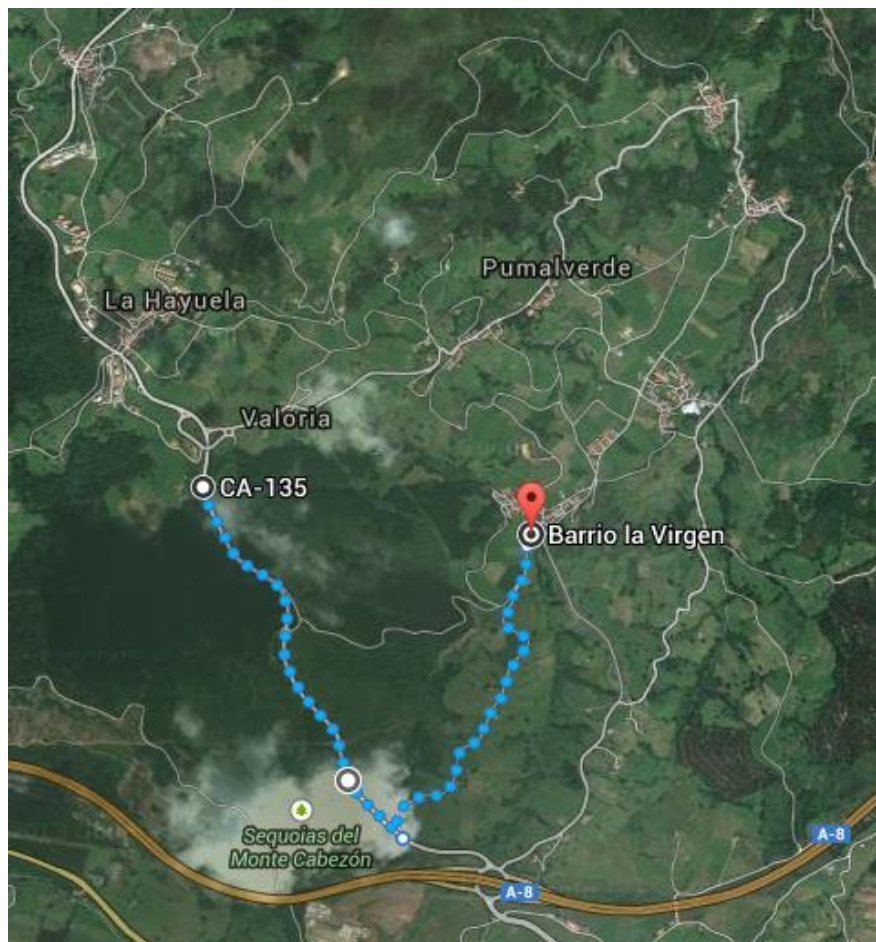 Pumalverde
La Hayuela
Valoria
CA-135
Barrio la Virgen
Sequoias del
Monte Cabezón
A-8
A-8